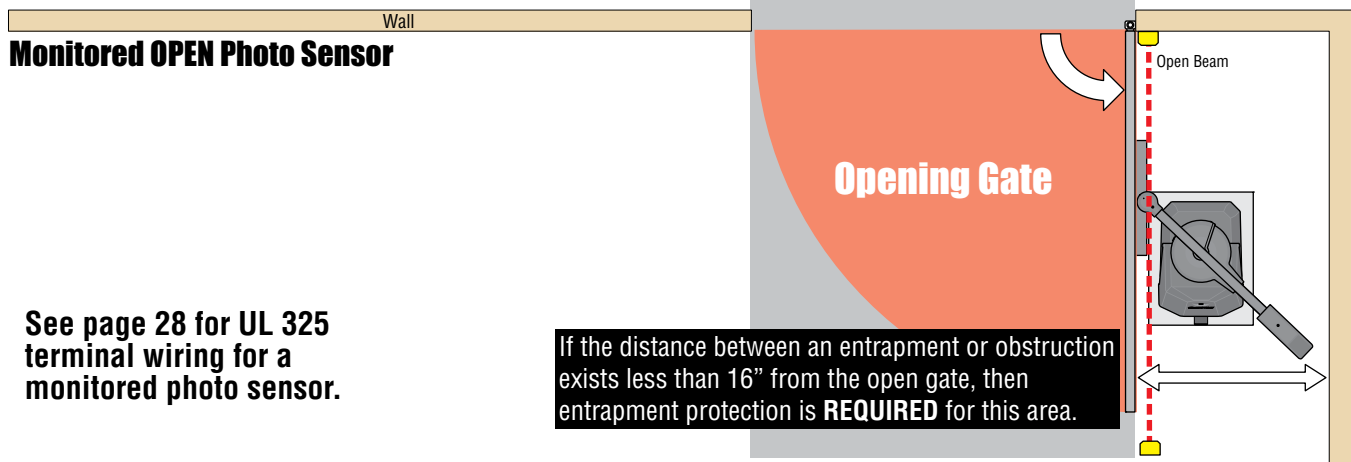 Wall
Monitored OPEN Photo Sensor
Open Beam
Opening Gate
See page 28 for UL 325
terminal wiring for a
monitored photo sensor.
If the distance between an entrapment or obstruction
exists less than 16” from the open gate, then
entrapment protection is REQUIRED for this area.